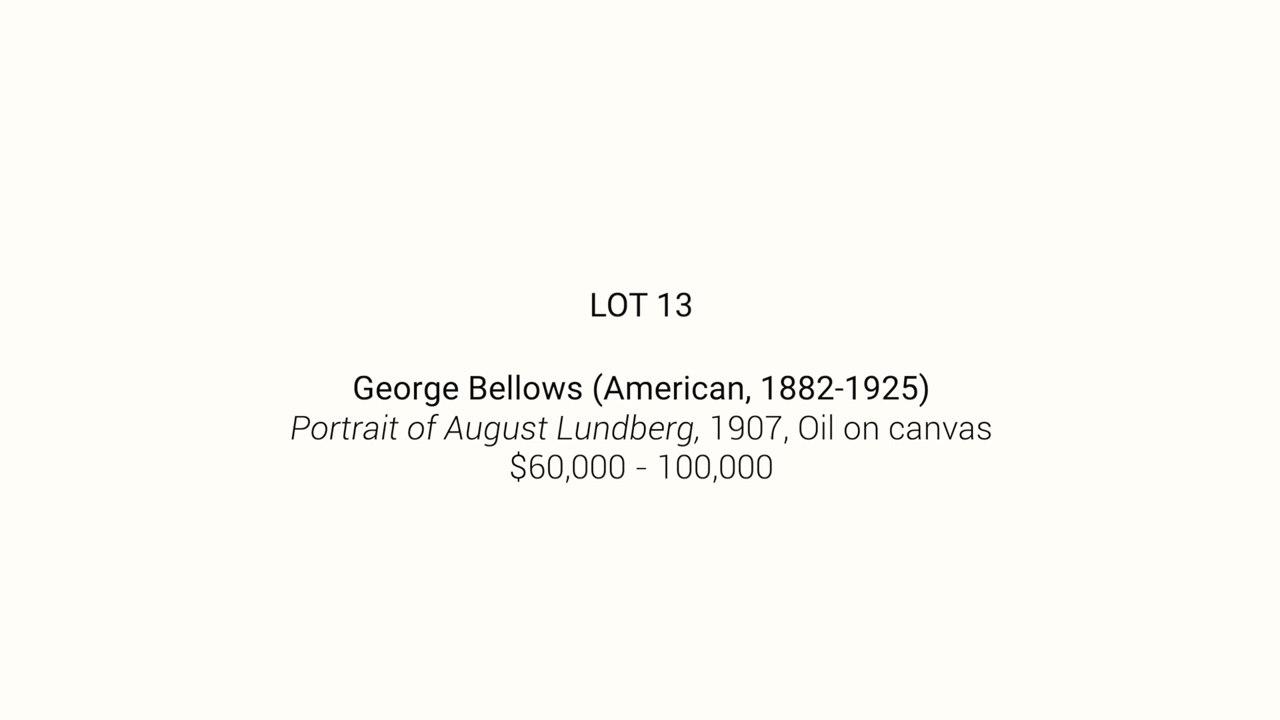 LOT 13
George Bellows (American, 1882-1925)
Portrait of August Lundberg, 1907, Oil on canvas
$60,000 - 100,000